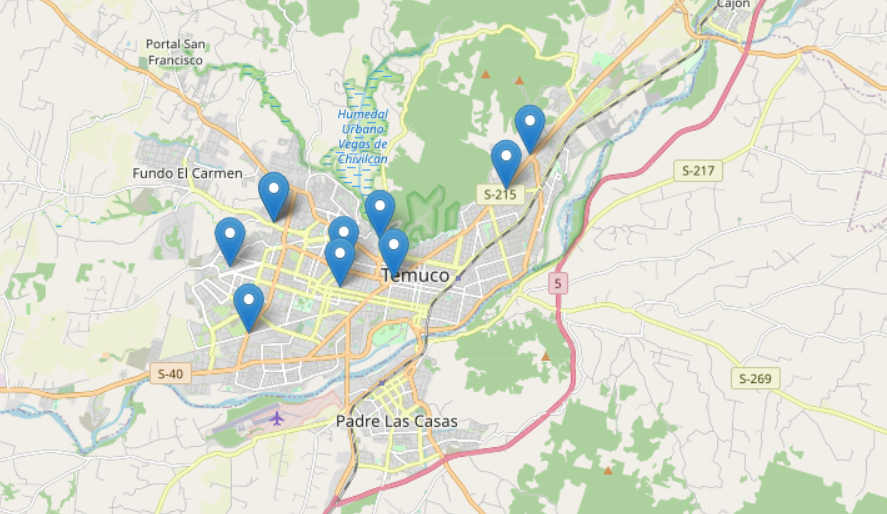 Cajón
Portal San
Francisco
Humedal
Urbano
Vegas de
Chivilcán
Fundo El Carmen
S-217
S-215
Temuco
5
S-40
S-269
Padre Las Casas